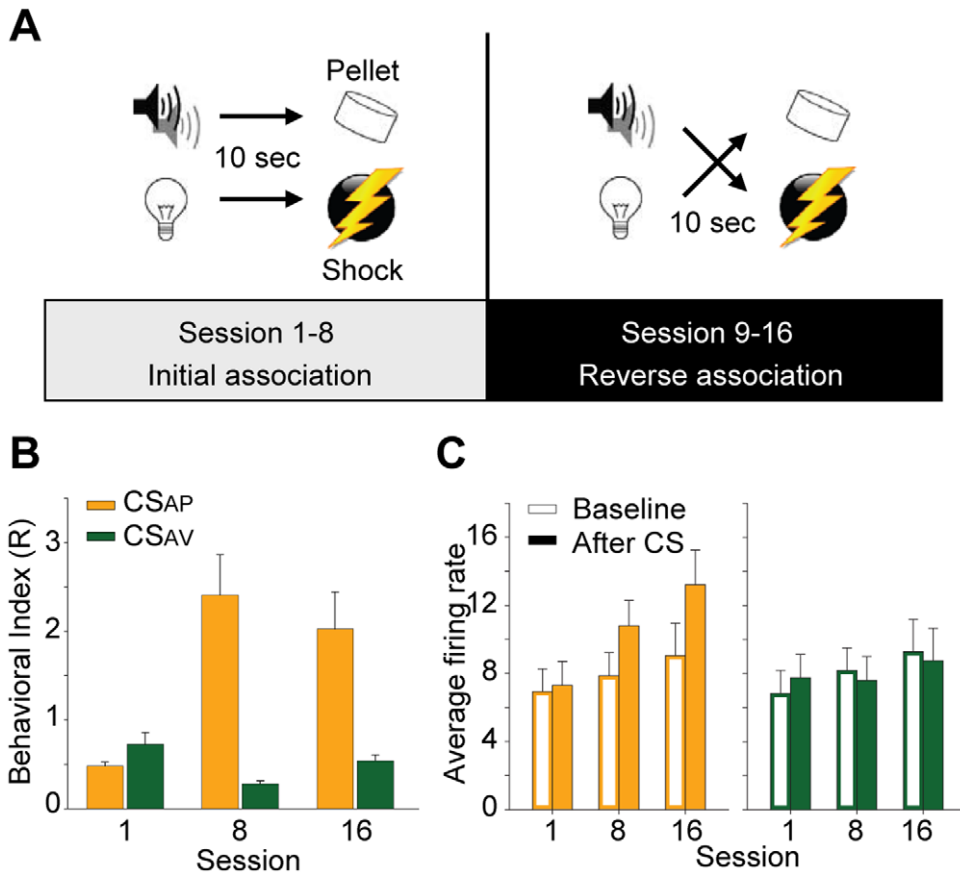 A
Pellet
10 sec
Shock
10 sec
Session 1-8
Initial association
Session 9-16
Reverse association
B
CSAP
CSAV
Behavioral Index (R)
3
2
1
0
1
8
16
Session
C
Baseline
After CS
Average firing rate
16
12
8
4
0
1
8
16
1
8
16
Session